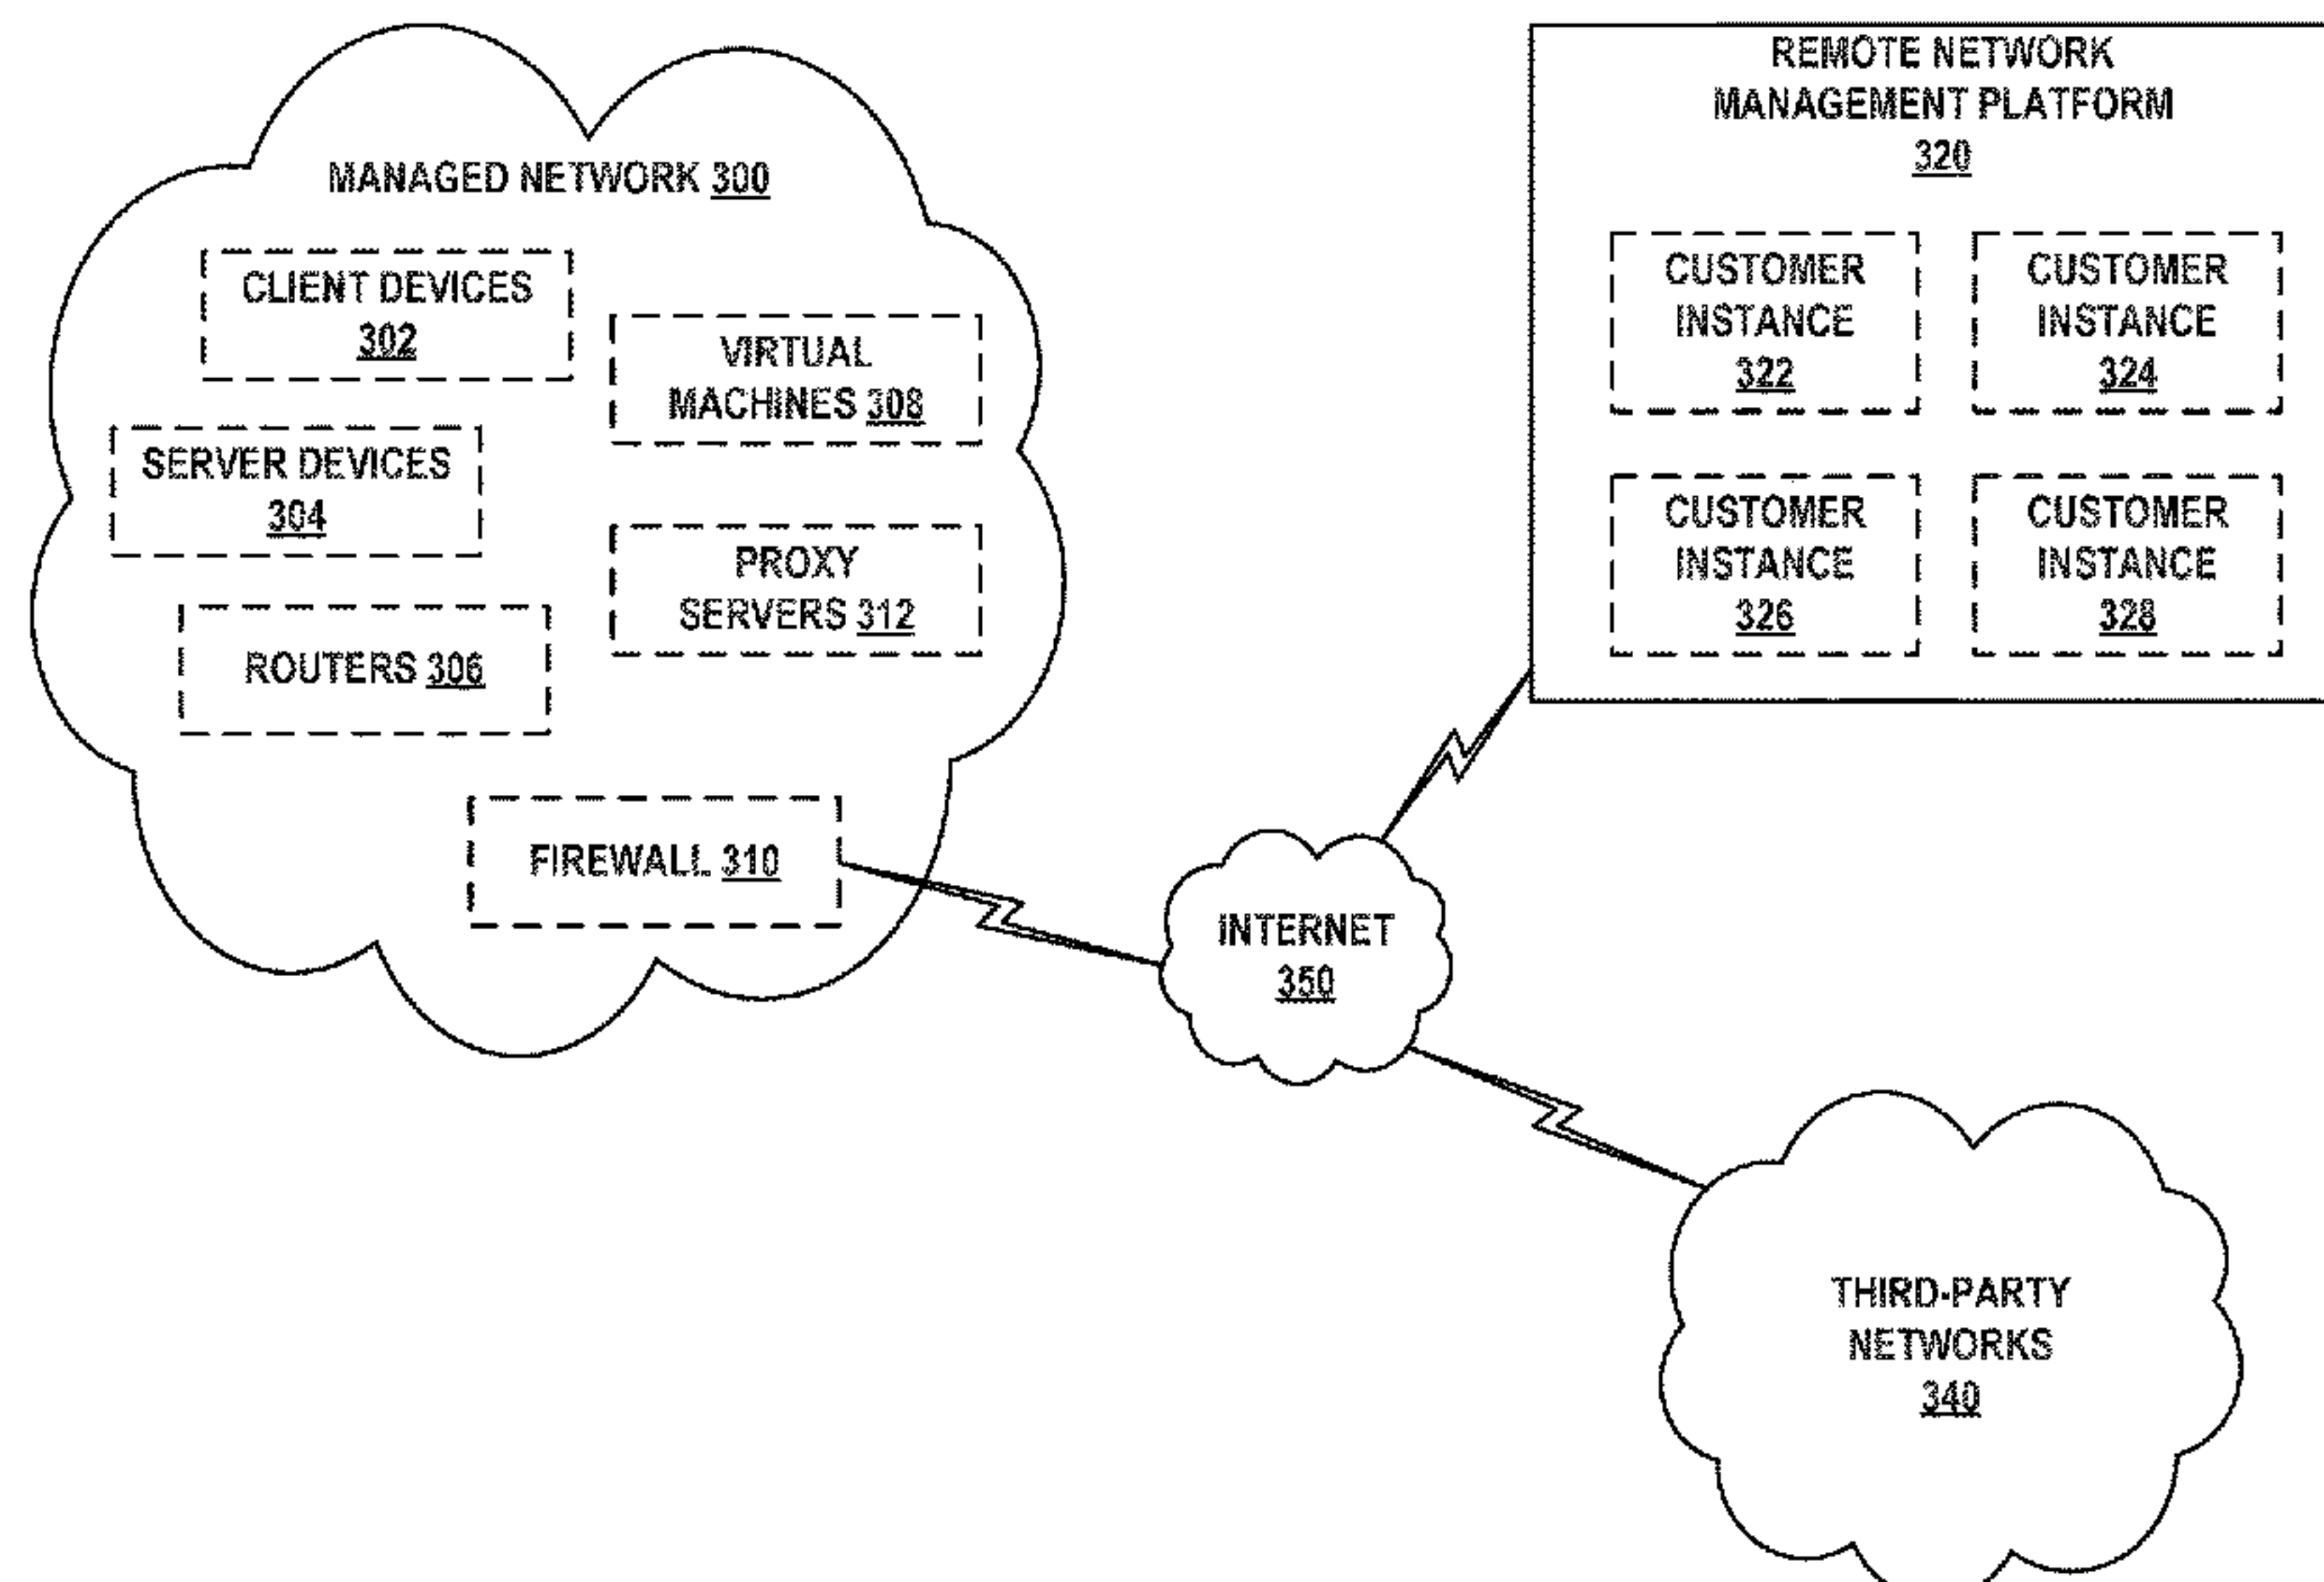 MANAGED NETWORK 300
CLIENT DEVICES
302
VIRTUAL
MACHINES 308
SERVER DEVICES
304
PROXY
SERVERS 312
ROUTERS 306
FIREWALL 310
REMOTE NETWORK
MANAGEMENT PLATFORM
320
CUSTOMER
INSTANCE
322
CUSTOMER
INSTANCE
324
CUSTOMER
INSTANCE
326
CUSTOMER
INSTANCE
328
INTERNET
350
THIRD-PARTY
NETWORKS
340